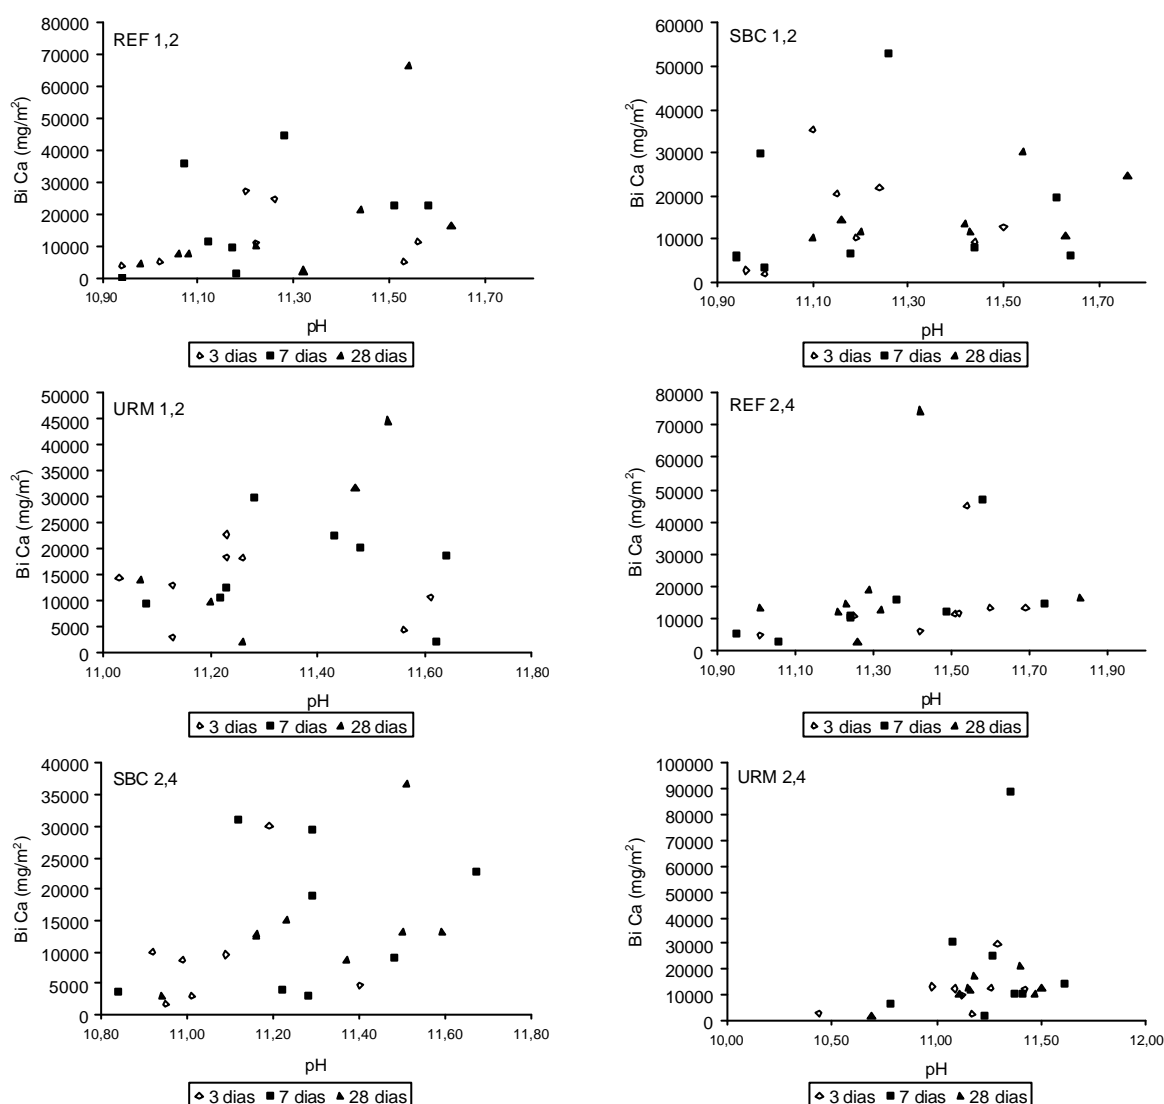 REF 1,2
Bi Ca (mg/m²)
80000
70000
60000
50000
40000
30000
20000
10000
0
10,90 11,10 11,30 11,50 11,70
pH
3 dias 7 dias 28 dias
SBC 1,2
Bi Ca (mg/m²)
60000
50000
40000
30000
20000
10000
0
10,90 11,10 11,30 11,50 11,70
pH
3 dias 7 dias 28 dias
URM 1,2
Bi Ca (mg/m²)
50000
45000
40000
35000
30000
25000
20000
15000
10000
5000
0
11,00 11,20 11,40 11,60 11,80
pH
3 dias 7 dias 28 dias
REF 2,4
Bi Ca (mg/m²)
80000
70000
60000
50000
40000
30000
20000
10000
0
10,90 11,10 11,30 11,50 11,70 11,90
pH
3 dias 7 dias 28 dias
SBC 2,4
Bi Ca (mg/m²)
40000
35000
30000
25000
20000
15000
10000
5000
0
10,80 11,00 11,20 11,40 11,60 11,80
pH
3 dias 7 dias 28 dias
URM 2,4
Bi Ca (mg/m²)
100000
90000
80000
70000
60000
50000
40000
30000
20000
10000
0
10,00 10,50 11,00 11,50 12,00
pH
3 dias 7 dias 28 dias